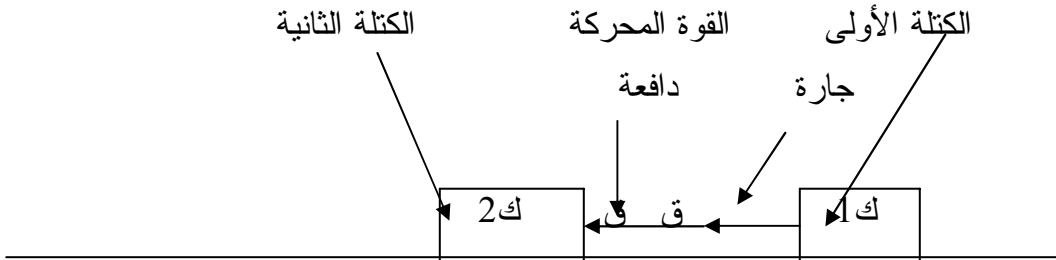 الكتلة الأولى القوة المحركة الكتلة الثانية
جارة دافعة
ك1 ق ق ك2